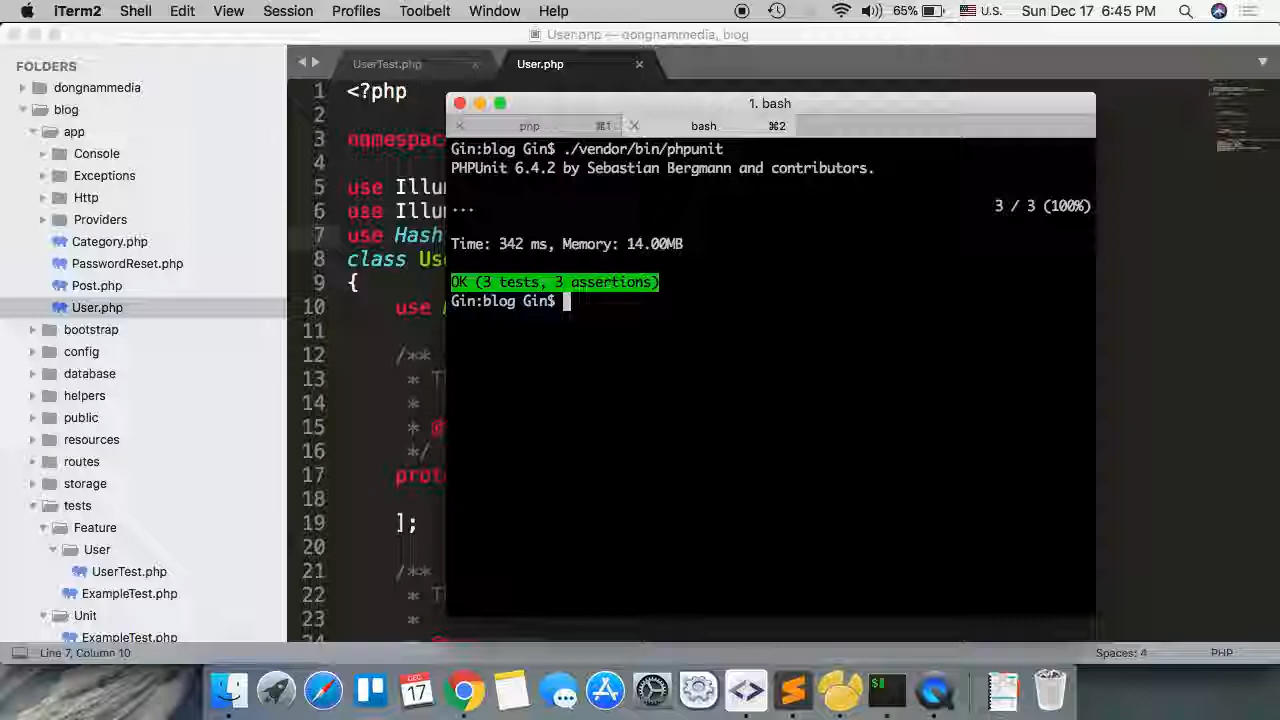 iTerm2 Shell Edit View Session Profiles Toolbelt Window Help 65% U.S. Sun Dec 17 6:45 PM
User.php — dongnammedia, blog
FOLDERS
dongnammedia
blog
app
Console
Exceptions
Http
Providers
Category.php
PasswordReset.php
Post.php
User.php
bootstrap
config
database
helpers
public
resources
routes
storage
tests
Feature
User
UserTest.php
ExampleTest.php
Unit
ExampleTest.php
UserTest.php × User.php ×
1 <?php
2
3 namespac
4
5 use Illu
6 use Illu
7 use Hash
8 class Us
9 {
10 use
11
12 /**
13 * T
14 *
15 * @
16 */
17 prote
18
19 ];
20
21 /**
22 * T
23 *
24
1. bash
× php ⌘1 × bash ⌘2
Gin:blog Gin$ ./vendor/bin/phpunit
PHPUnit 6.4.2 by Sebastian Bergmann and contributors.
... 3 / 3 (100%)
Time: 342 ms, Memory: 14.00MB
OK (3 tests, 3 assertions)
Gin:blog Gin$
Line 7, Column 10 Spaces: 4 PHP
DEC
17
$